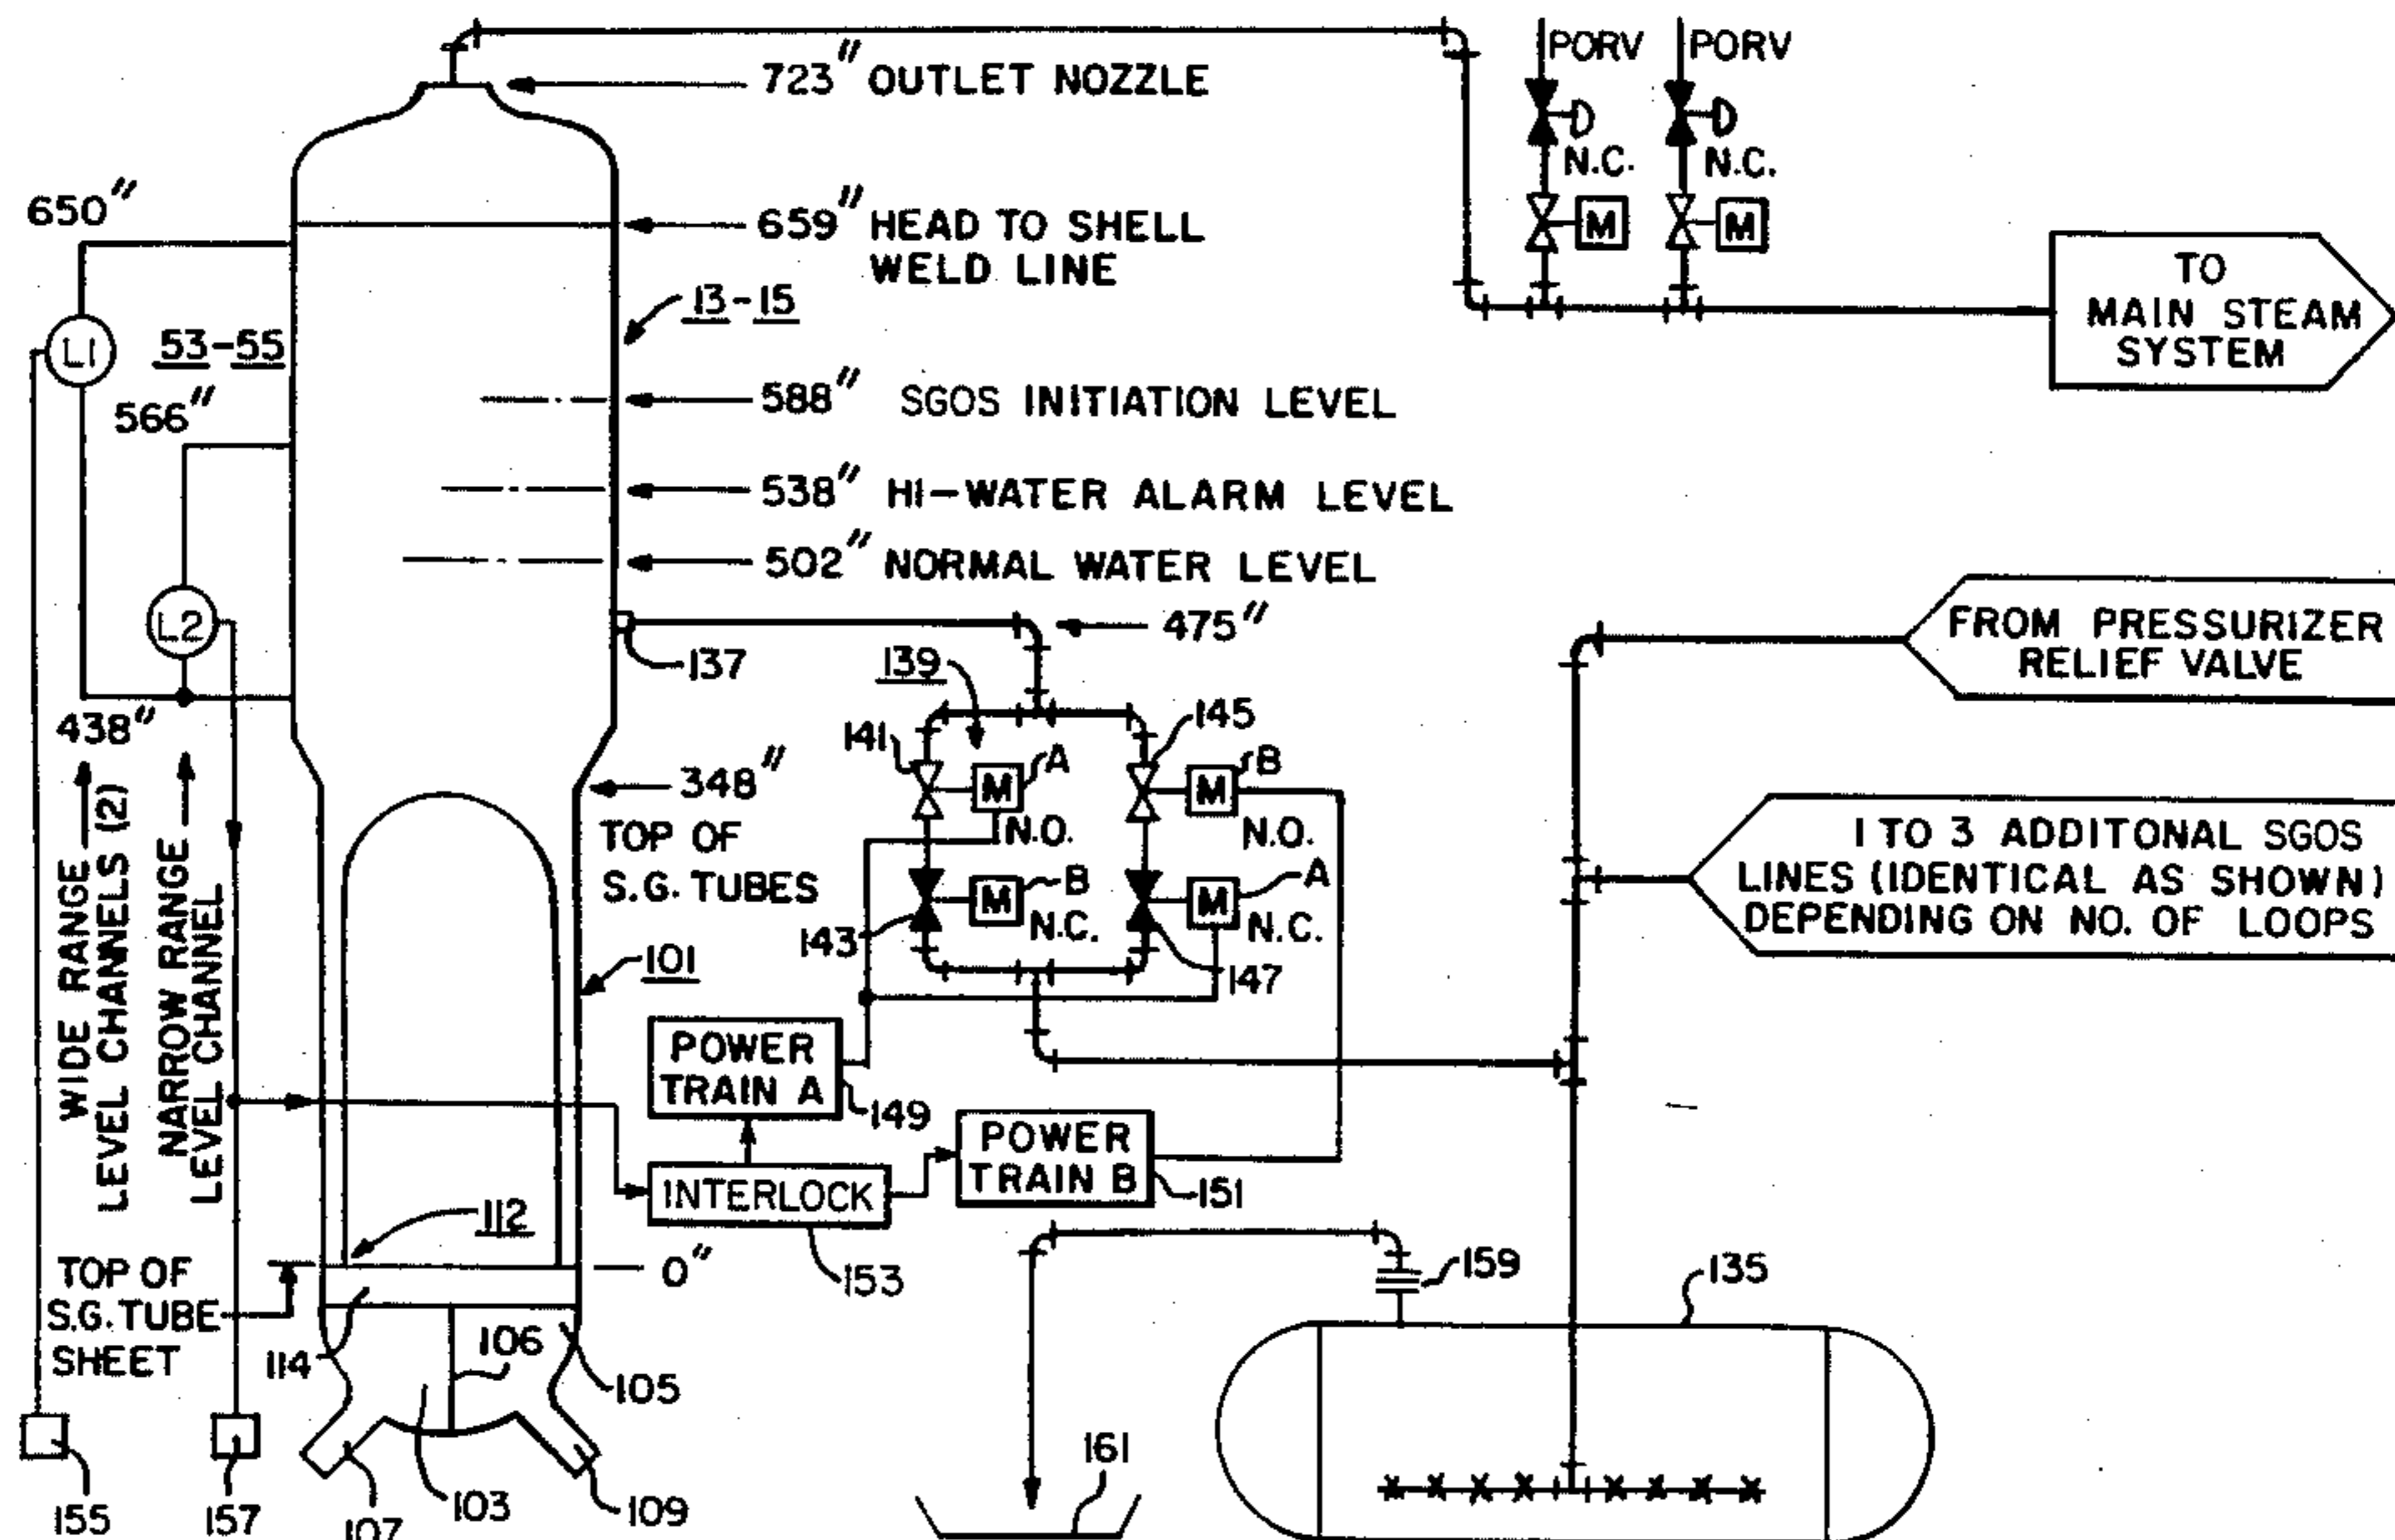 PORV
PORV
723" OUTLET NOZZLE
D
D
N.C.
N.C.
650"
M
M
659" HEAD TO SHELL
WELD LINE
TO
MAIN STEAM
SYSTEM
13-15
L1
53-55
588" SGOS INITIATION LEVEL
566"
538" HI-WATER ALARM LEVEL
502" NORMAL WATER LEVEL
L2
475"
FROM PRESSURIZER
RELIEF VALVE
137
139
438"
141
145
A
B
M
M
348"
N.O.
N.O.
TOP OF
S.G. TUBES
1 TO 3 ADDITONAL SGOS
LINES (IDENTICAL AS SHOWN)
DEPENDING ON NO. OF LOOPS
WIDE RANGE
LEVEL CHANNELS (2)
NARROW RANGE
LEVEL CHANNEL
B
A
M
M
143
N.C.
N.C.
101
147
POWER
TRAIN A
149
POWER
TRAIN B
151
INTERLOCK
112
153
0"
TOP OF
S.G. TUBE
SHEET
159
135
106
114
105
161
155
157
107
103
109